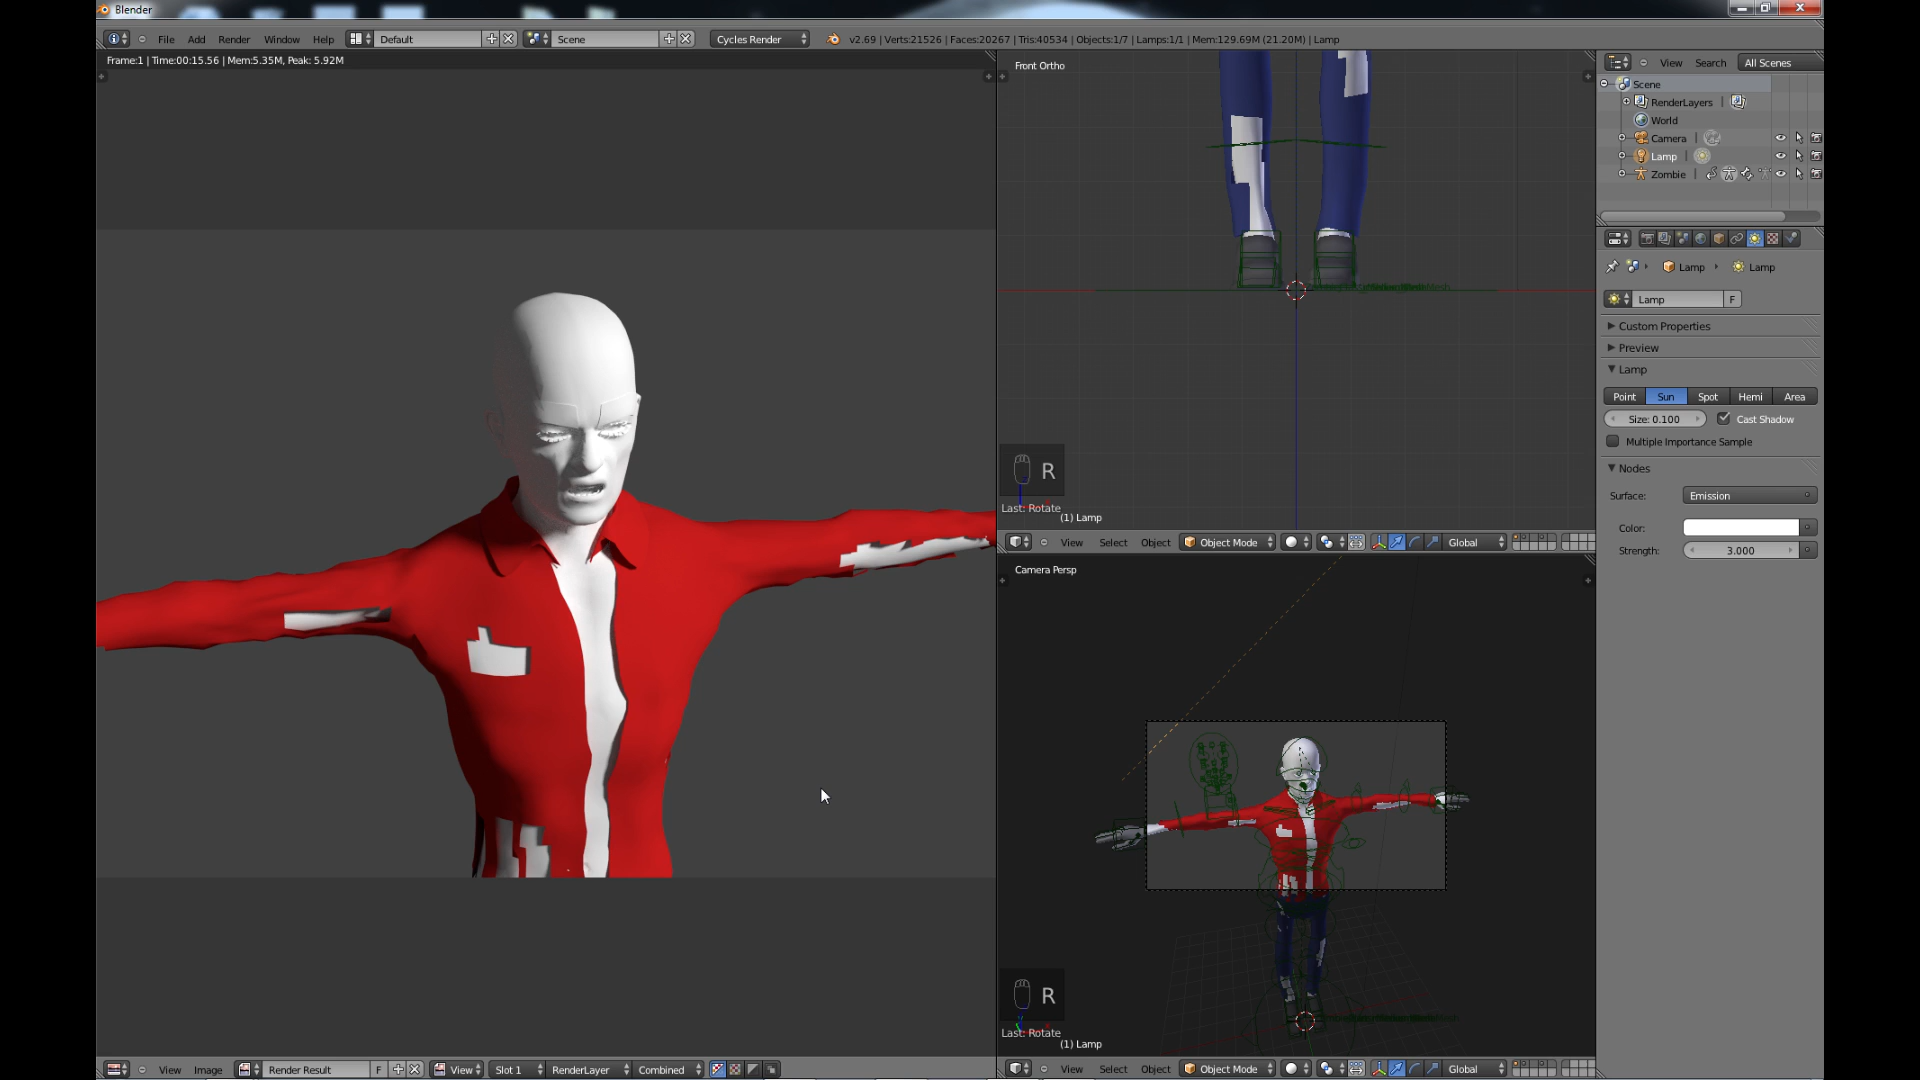 Blender
File Add Render Window Help Default Scene Cycles Render v2.69 | Verts:21526 | Faces:20267 | Tris:40534 | Objects:1/7 | Lamps:1/1 | Mem:129.69M (21.20M) | Lamp
Frame:1 | Time:00:15.56 | Mem:5.35M, Peak: 5.92M
Front Ortho
R
Last: Rotate
(1) Lamp
View Select Object Object Mode Global
Camera Persp
R
Last: Rotate
(1) Lamp
View Select Object Object Mode Global
View Image Render Result F View Slot 1 RenderLayer Combined
View Search All Scenes
Scene
RenderLayers |
World
Camera |
Lamp |
Zombie |
Lamp Lamp
Lamp F
Custom Properties
Preview
Lamp
Point Sun Spot Hemi Area
Size: 0.100 Cast Shadow
Multiple Importance Sample
Nodes
Surface: Emission
Color:
Strength: 3.000